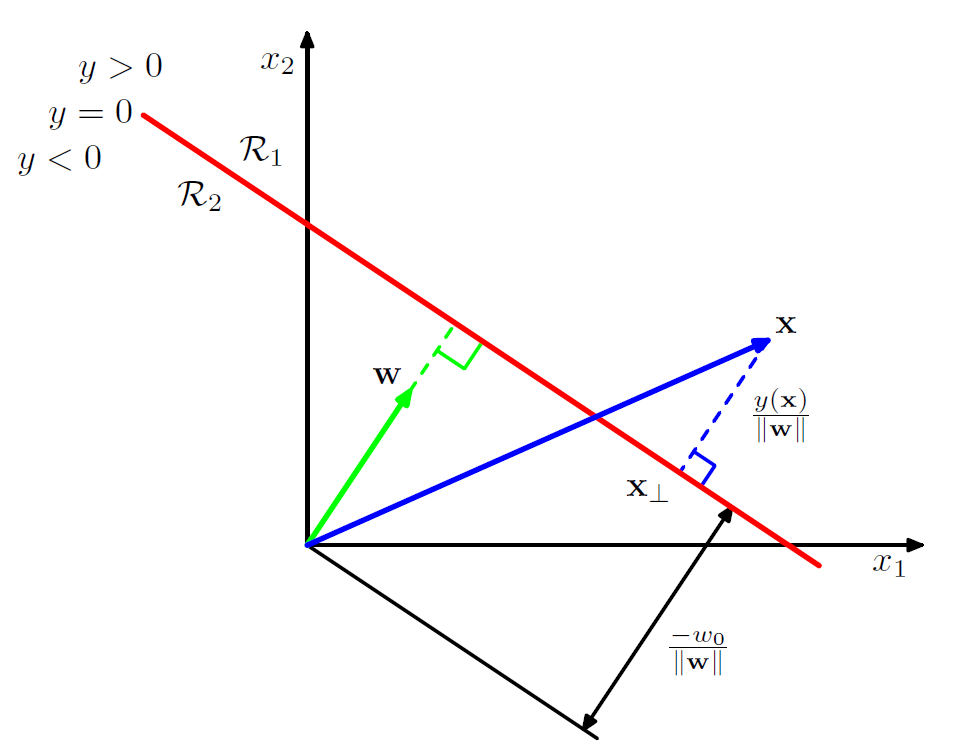 y > 0
x₂
y = 0
ℛ₁
y < 0
ℛ₂
x
w
y(x)
‖w‖
x⊥
x₁
−w₀
‖w‖